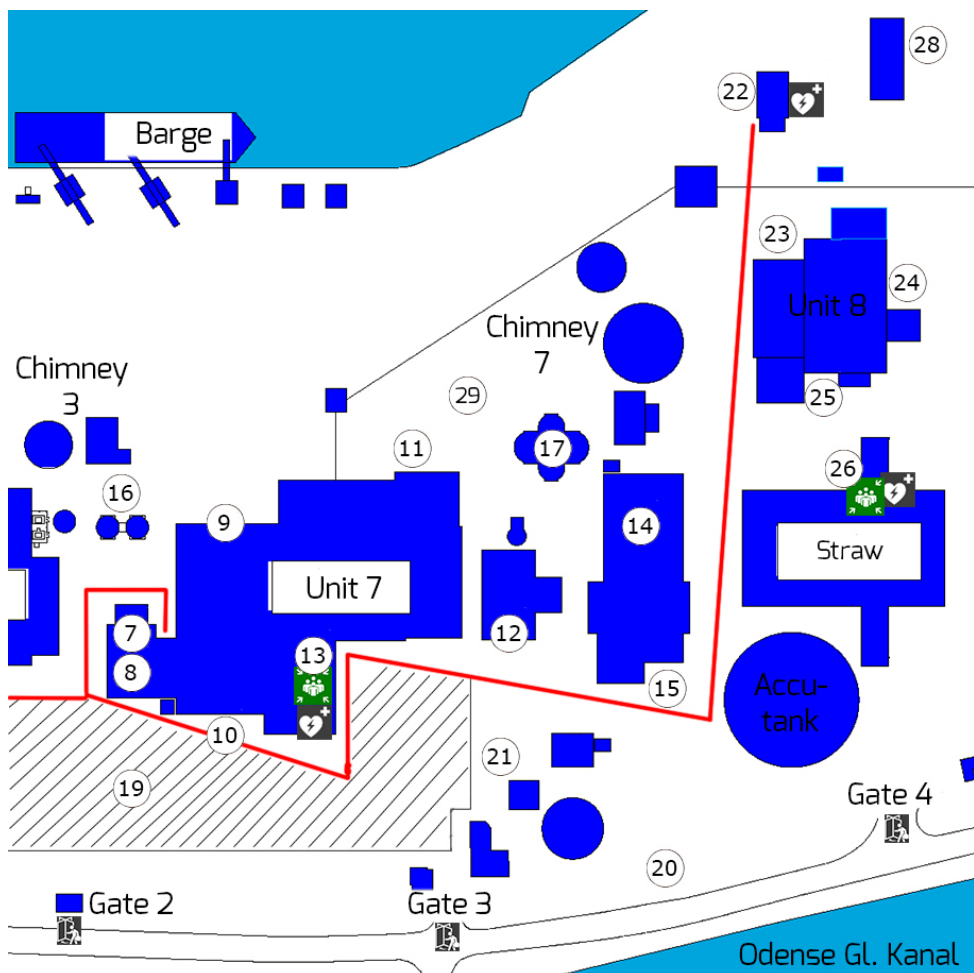 28
22
Barge
23
24
Unit 8
Chimney
7
Chimney
3
29
25
11
17
26
16
9
14
Straw
Unit 7
7
12
13
8
15
Accu-
tank
10
21
19
Gate 4
20
Gate 2
Gate 3
Odense Gl. Kanal